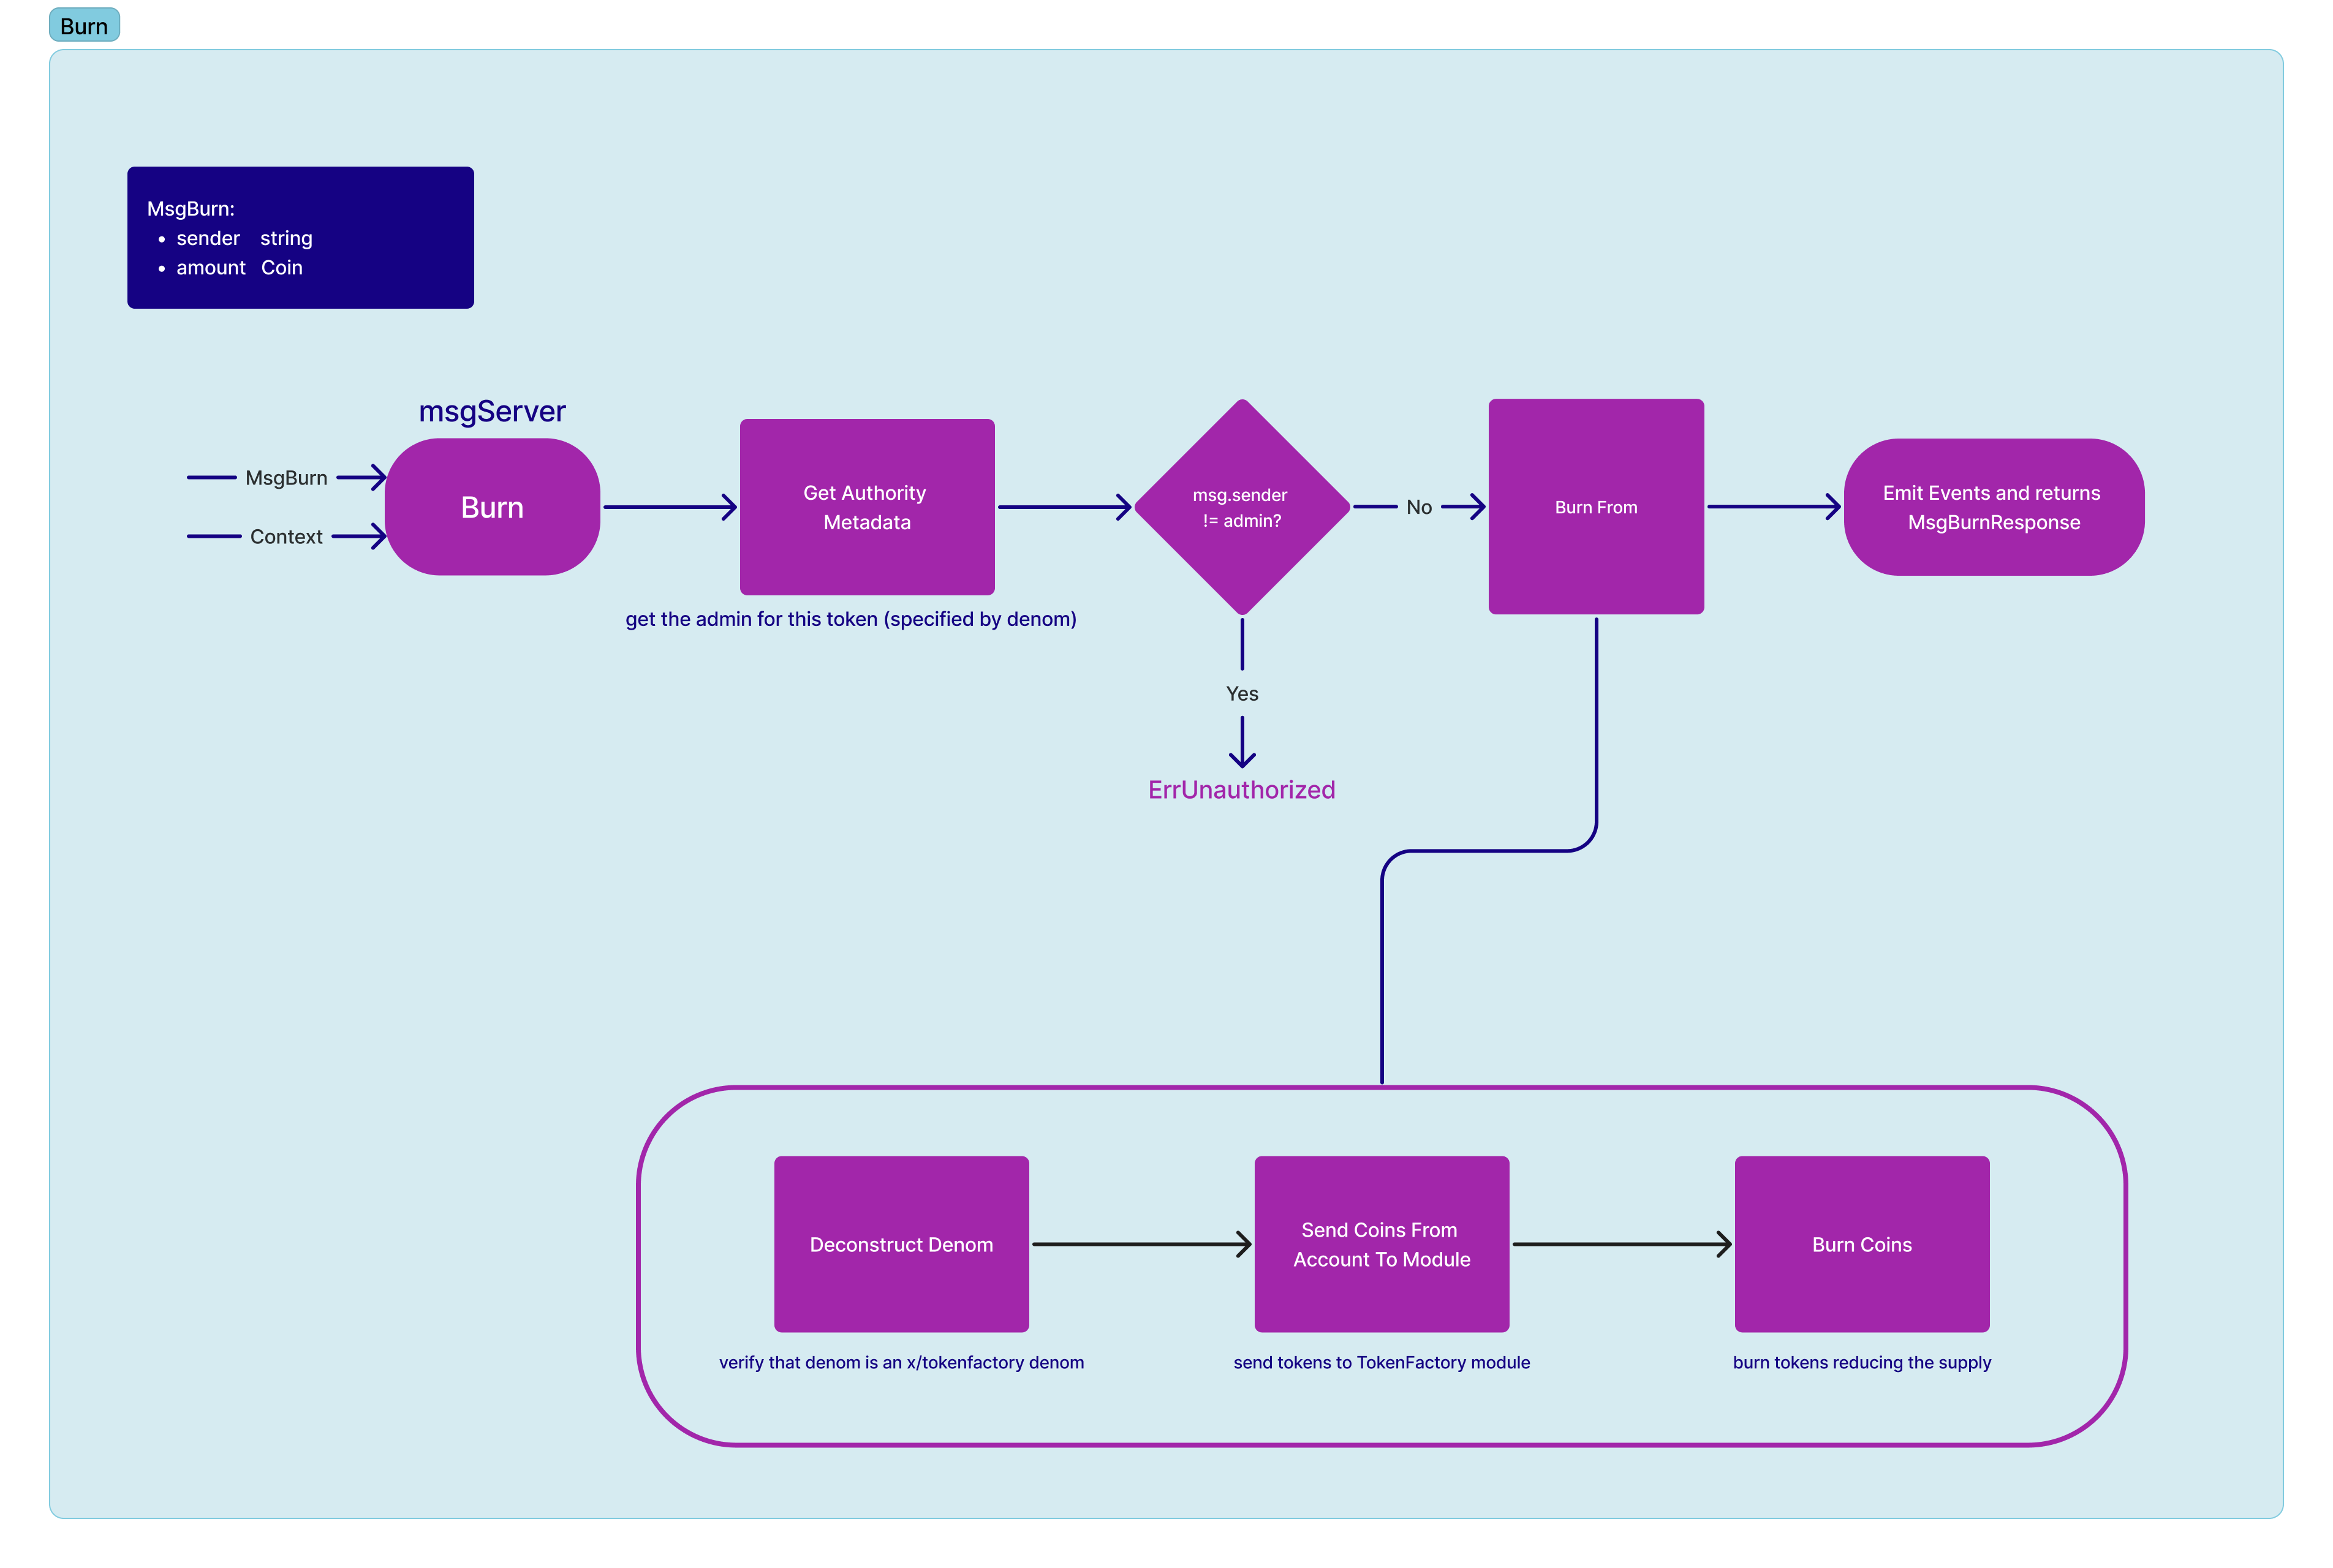 Burn
MsgBurn:
• sender string
• amount Coin
msgServer
MsgBurn
Context
Burn
Get Authority
Metadata
get the admin for this token (specified by denom)
msg.sender
!= admin?
No
Yes
ErrUnauthorized
Burn From
Emit Events and returns
MsgBurnResponse
Deconstruct Denom
verify that denom is an x/tokenfactory denom
Send Coins From
Account To Module
send tokens to TokenFactory module
Burn Coins
burn tokens reducing the supply